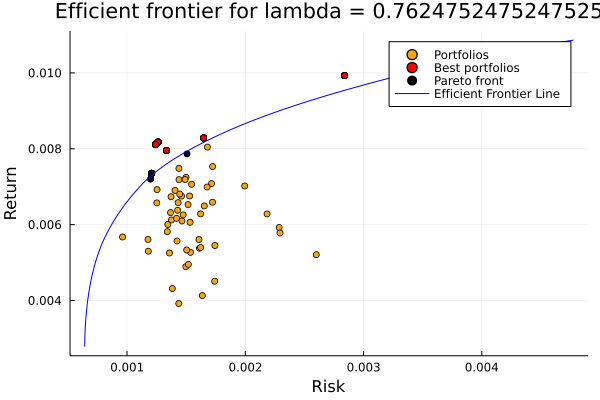 Efficient frontier for lambda = 0.7624752475247525
0.010
0.008
0.006
0.004
Return
Portfolios
Best portfolios
Pareto front
Efficient Frontier Line
0.001
0.002
0.003
0.004
Risk